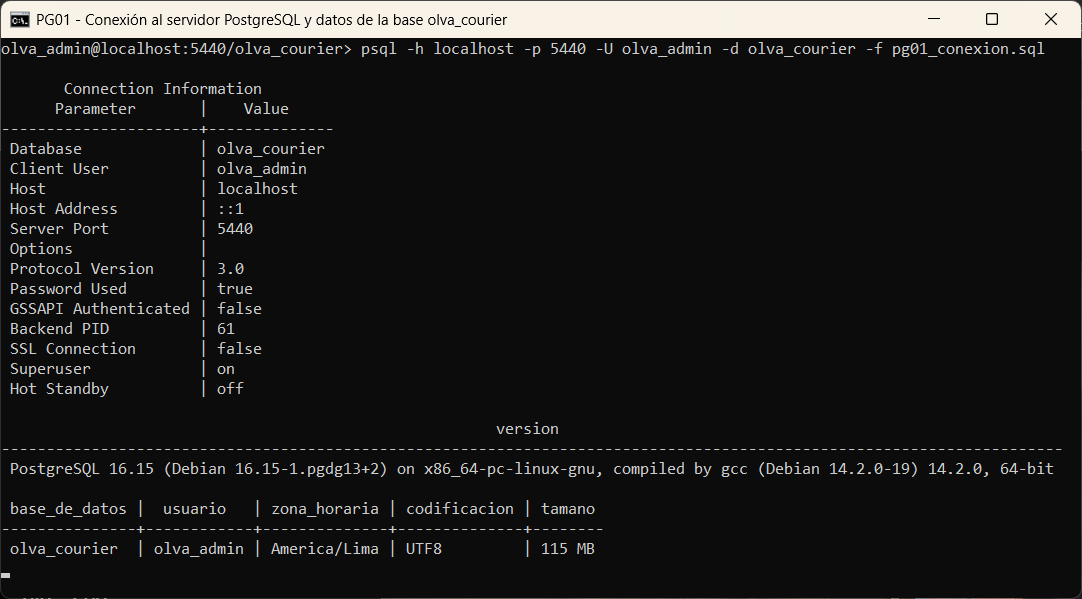 PG01 - Conexión al servidor PostgreSQL y datos de la base olva_courier
olva_admin@localhost:5440/olva_courier> psql -h localhost -p 5440 -U olva_admin -d olva_courier -f pg01_conexion.sql
      Connection Information
      Parameter       |    Value
----------------------+--------------
 Database             | olva_courier
 Client User          | olva_admin
 Host                 | localhost
 Host Address         | ::1
 Server Port          | 5440
 Options              |
 Protocol Version     | 3.0
 Password Used        | true
 GSSAPI Authenticated | false
 Backend PID          | 61
 SSL Connection       | false
 Superuser            | on
 Hot Standby          | off
                                                       version
----------------------------------------------------------------------------------------------------------------------
 PostgreSQL 16.15 (Debian 16.15-1.pgdg13+2) on x86_64-pc-linux-gnu, compiled by gcc (Debian 14.2.0-19) 14.2.0, 64-bit
 base_de_datos |  usuario   | zona_horaria | codificacion | tamano
---------------+------------+--------------+--------------+--------
 olva_courier  | olva_admin | America/Lima | UTF8         | 115 MB